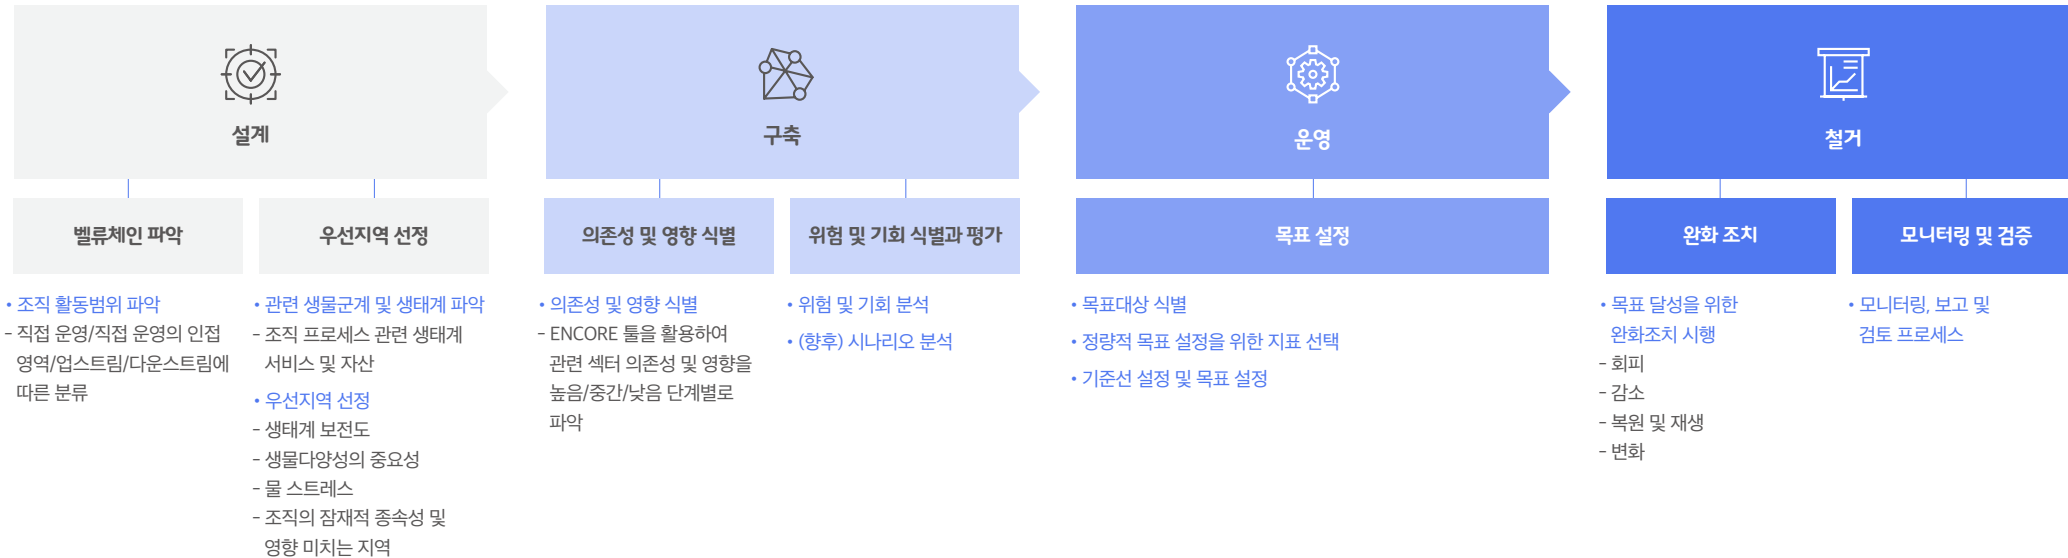 설계
벨류체인 파악
우선지역 선정
• 조직 활동범위 파악
- 직접 운영/직접 운영의 인접
영역/업스트림/다운스트림에
따른 분류
• 관련 생물군계 및 생태계 파악
- 조직 프로세스 관련 생태계
서비스 및 자산
• 우선지역 선정
- 생태계 보전도
- 생물다양성의 중요성
- 물 스트레스
- 조직의 잠재적 종속성 및
영향 미치는 지역
구축
의존성 및 영향 식별
위험 및 기회 식별과 평가
• 의존성 및 영향 식별
- ENCORE 툴을 활용하여
관련 섹터 의존성 및 영향을
높음/중간/낮음 단계별로
파악
• 위험 및 기회 분석
• (향후) 시나리오 분석
운영
목표 설정
• 목표대상 식별
• 정량적 목표 설정을 위한 지표 선택
• 기준선 설정 및 목표 설정
철거
완화 조치
모니터링 및 검증
• 목표 달성을 위한
완화조치 시행
- 회피
- 감소
- 복원 및 재생
- 변화
• 모니터링, 보고 및
검토 프로세스